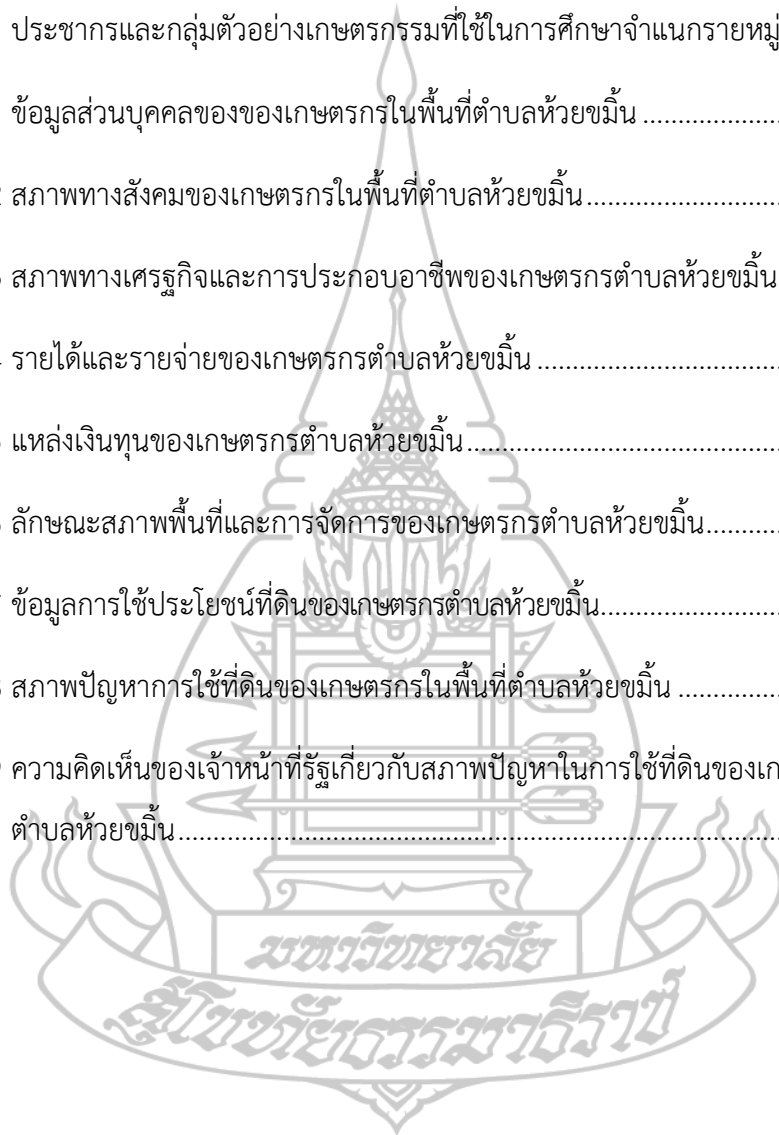 ประชากรและกลุ่มตัวอย่างเกษตรกรรมที่ใช้ในการศึกษาจำแนกรายหมู่
ข้อมูลส่วนบุคคลของของเกษตรกรในพื้นที่ตำบลห้วยขมิ้น ....................
สภาพทางสังคมของเกษตรกรในพื้นที่ตำบลห้วยขมิ้น ............................
สภาพทางเศรฐกิจและการประกอบอาชีพของเกษตรกรตำบลห้วยขมิ้น
รายได้และรายจ่ายของเกษตรกรตำบลห้วยขมิ้น ...................................
แหล่งเงินทุนของเกษตรกรตำบลห้วยขมิ้น .............................................
ลักษณะสภาพพื้นที่และการจัดการของเกษตรกรตำบลห้วยขมิ้น ...........
ข้อมูลการใช้ประโยชน์ที่ดินของเกษตรกรตำบลห้วยขมิ้น ..........................
สภาพปัญหาการใช้ที่ดินของเกษตรกรในพื้นที่ตำบลห้วยขมิ้น ...............
ความคิดเห็นของเจ้าหน้าที่รัฐเกี่ยวกับสภาพปัญหาในการใช้ที่ดินของเก
ตำบลห้วยขมิ้น .......................................................................................
มหาวิทยาลัย
สุโขทัยธรรมาธิราช